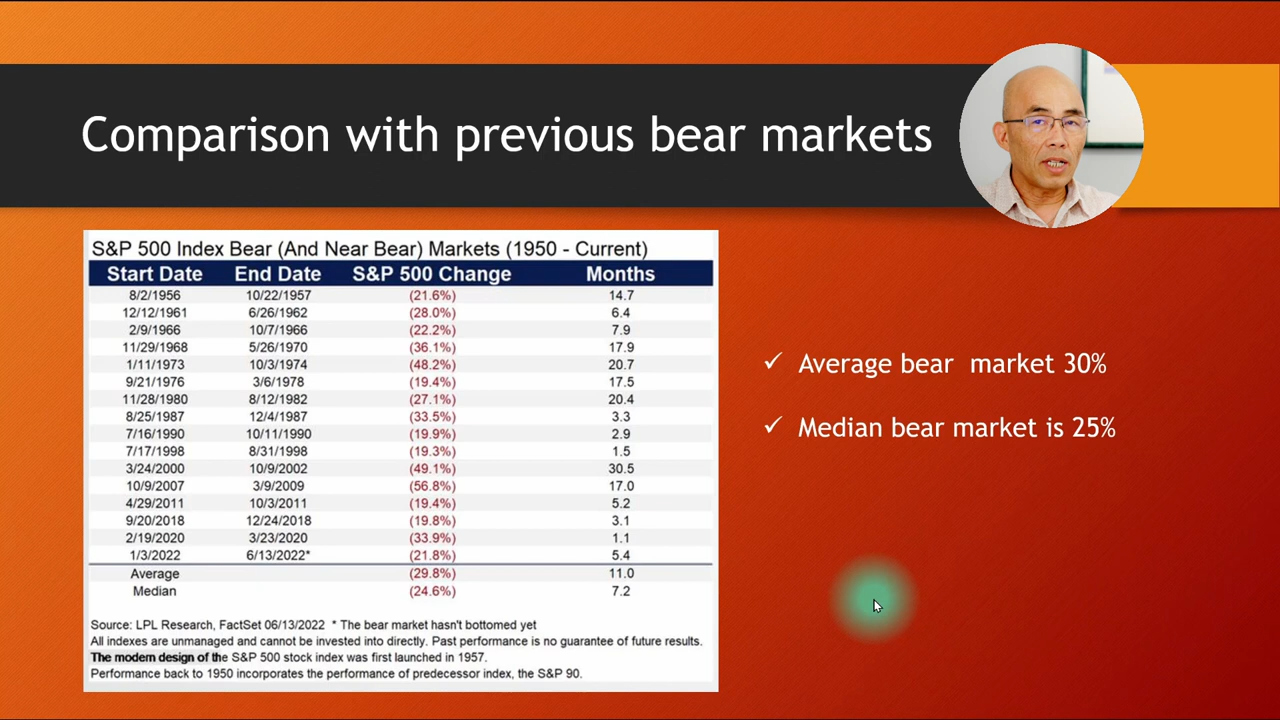 Comparison with previous bear markets
S&P 500 Index Bear (And Near Bear) Markets (1950 - Current)
Start Date End Date S&P 500 Change Months
8/2/1956 10/22/1957 (21.6%) 14.7
12/12/1961 6/26/1962 (28.0%) 6.4
2/9/1966 10/7/1966 (22.2%) 7.9
11/29/1968 5/26/1970 (36.1%) 17.9
1/11/1973 10/3/1974 (48.2%) 20.7
9/21/1976 3/6/1978 (19.4%) 17.5
11/28/1980 8/12/1982 (27.1%) 20.4
8/25/1987 12/4/1987 (33.5%) 3.3
7/16/1990 10/11/1990 (19.9%) 2.9
7/17/1998 8/31/1998 (19.3%) 1.5
3/24/2000 10/9/2002 (49.1%) 30.5
10/9/2007 3/9/2009 (56.8%) 17.0
4/29/2011 10/3/2011 (19.4%) 5.2
9/20/2018 12/24/2018 (19.8%) 3.1
2/19/2020 3/23/2020 (33.9%) 1.1
1/3/2022 6/13/2022* (21.8%) 5.4
Average (29.8%) 11.0
Median (24.6%) 7.2
Source: LPL Research, FactSet 06/13/2022 * The bear market hasn't bottomed yet
All indexes are unmanaged and cannot be invested into directly. Past performance is no guarantee of future results.
The modern design of the S&P 500 stock index was first launched in 1957.
Performance back to 1950 incorporates the performance of predecessor index, the S&P 90.
✓ Average bear market 30%
✓ Median bear market is 25%